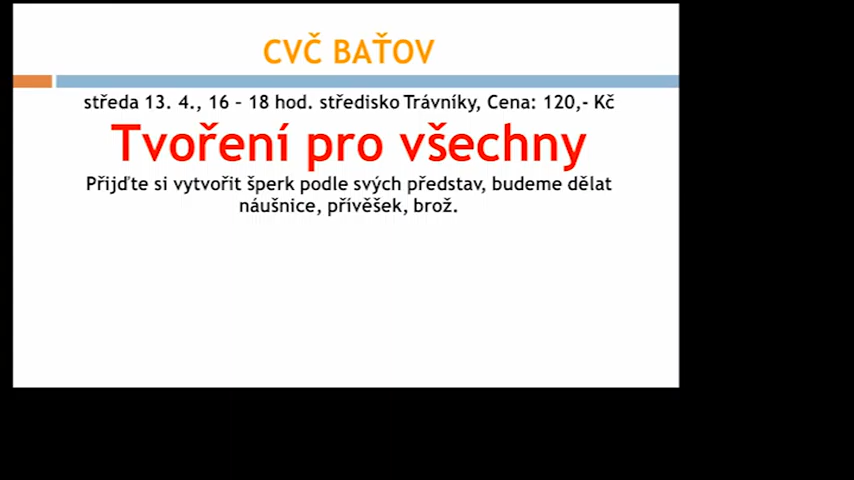 CVČ BAŤOV
středa 13. 4., 16 – 18 hod. středisko Trávníky, Cena: 120,- Kč
Tvoření pro všechny
Přijďte si vytvořit šperk podle svých představ, budeme dělat
náušnice, přívěšek, brož.